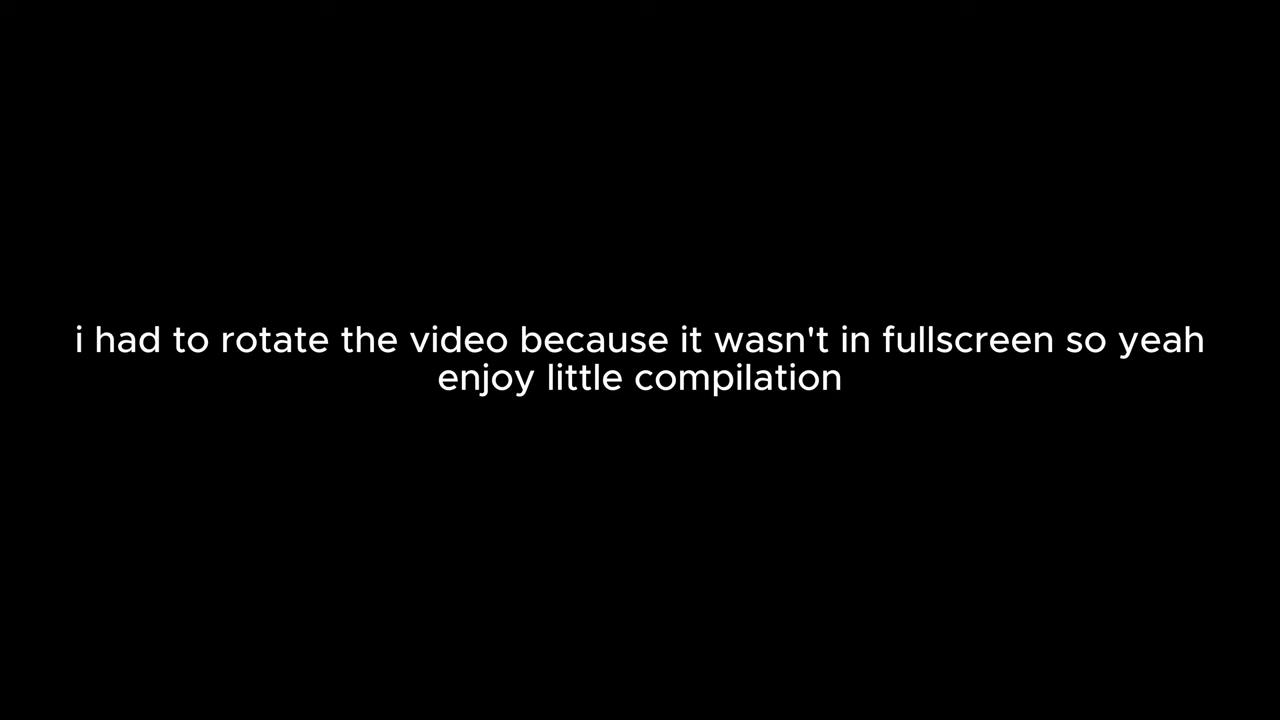 i had to rotate the video because it wasn't in fullscreen so yeah
enjoy little compilation